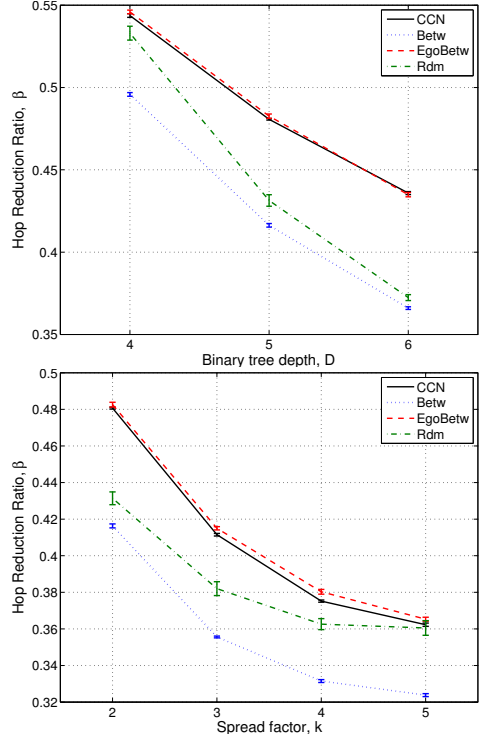 0.55
0.5
0.45
0.4
0.35
Hop Reduction Ratio, β
4
5
6
Binary tree depth, D
CCN
Betw
EgoBetw
Rdm
0.5
0.48
0.46
0.44
0.42
0.4
0.38
0.36
0.34
0.32
Hop Reduction Ratio, β
2
3
4
5
Spread factor, k
CCN
Betw
EgoBetw
Rdm